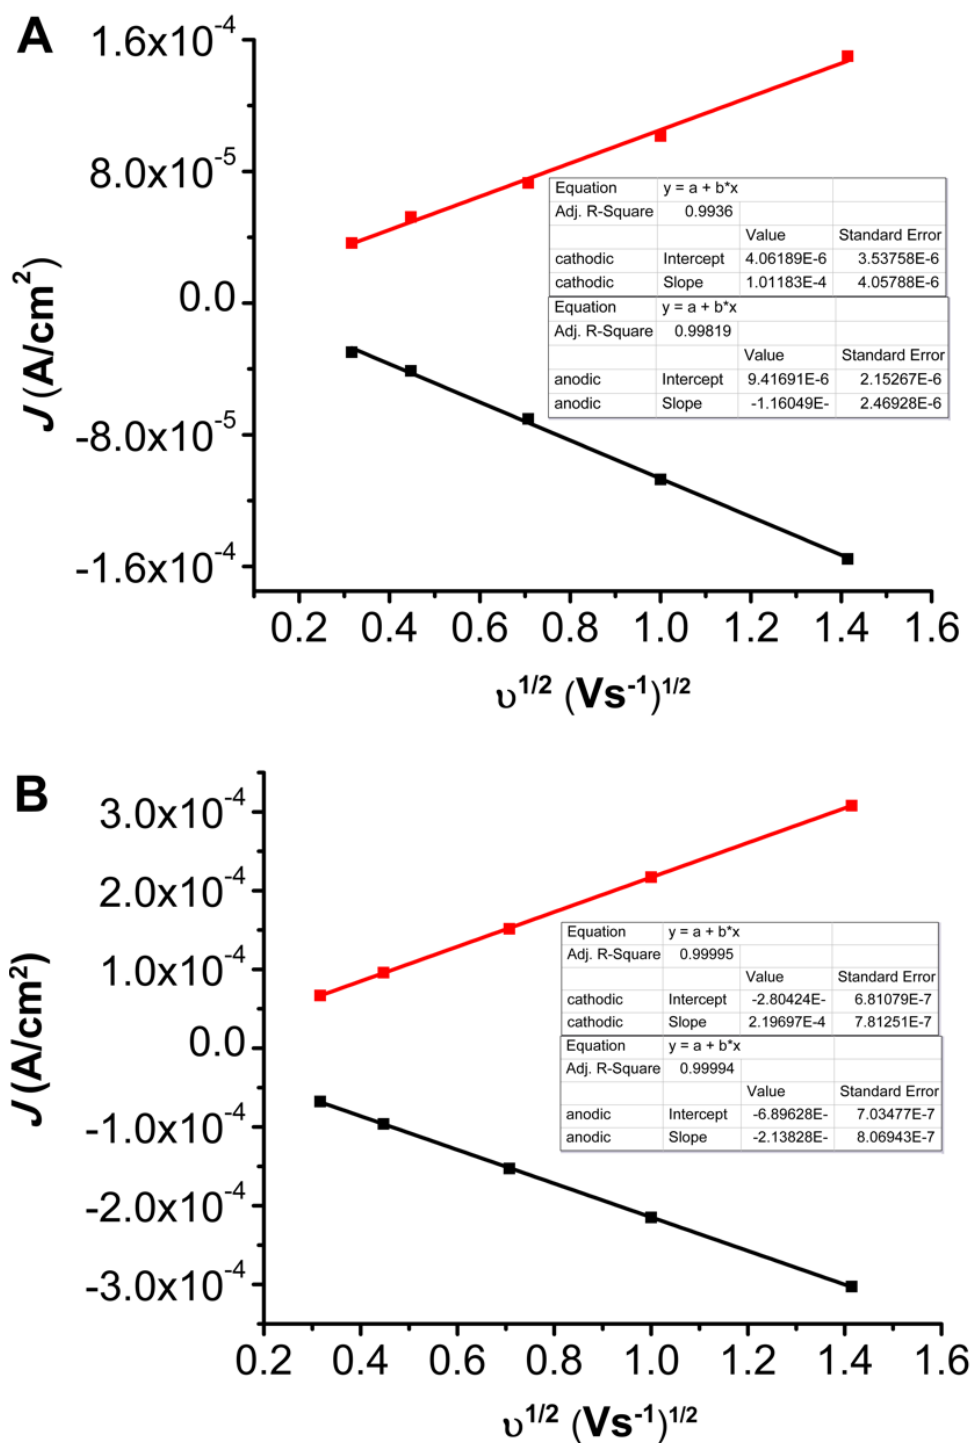 A
1.6x10⁻⁴
8.0x10⁻⁵
0.0
-8.0x10⁻⁵
-1.6x10⁻⁴
J (A/cm²)
Equation y = a + b*x
Adj. R-Square 0.9936
Value Standard Error
cathodic Intercept 4.06189E-6 3.53758E-6
cathodic Slope 1.01183E-4 4.05788E-6
Equation y = a + b*x
Adj. R-Square 0.99819
Value Standard Error
anodic Intercept 9.41691E-6 2.15267E-6
anodic Slope -1.16049E- 2.46928E-6
0.2 0.4 0.6 0.8 1.0 1.2 1.4 1.6
υ¹/² (Vs⁻¹)¹/²
B
3.0x10⁻⁴
2.0x10⁻⁴
1.0x10⁻⁴
0.0
-1.0x10⁻⁴
-2.0x10⁻⁴
-3.0x10⁻⁴
J (A/cm²)
Equation y = a + b*x
Adj. R-Square 0.99995
Value Standard Error
cathodic Intercept -2.80424E- 6.81079E-7
cathodic Slope 2.19697E-4 7.81251E-7
Equation y = a + b*x
Adj. R-Square 0.99994
Value Standard Error
anodic Intercept -6.89628E- 7.03477E-7
anodic Slope -2.13828E- 8.06943E-7
0.2 0.4 0.6 0.8 1.0 1.2 1.4 1.6
υ¹/² (Vs⁻¹)¹/²